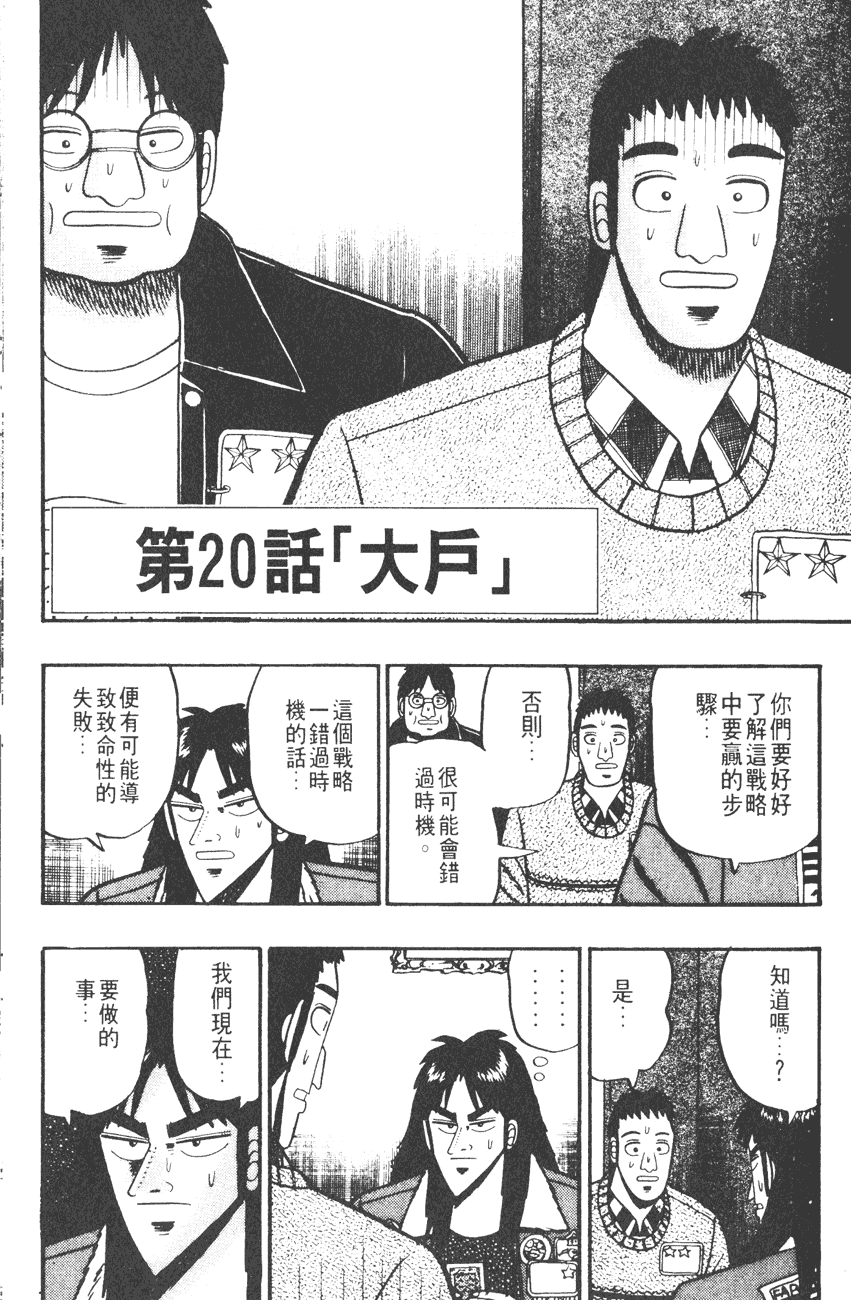 第20話「大戶」
你們要好好
了解這戰略
中要贏的步
驟…
否則…
很可能會錯
過時機。
這個戰略
一錯過時
機的話…
便有可能導
致致命性的
失敗…
知道嗎…?
是…
………
我們現在…
要做的
事…
FAB